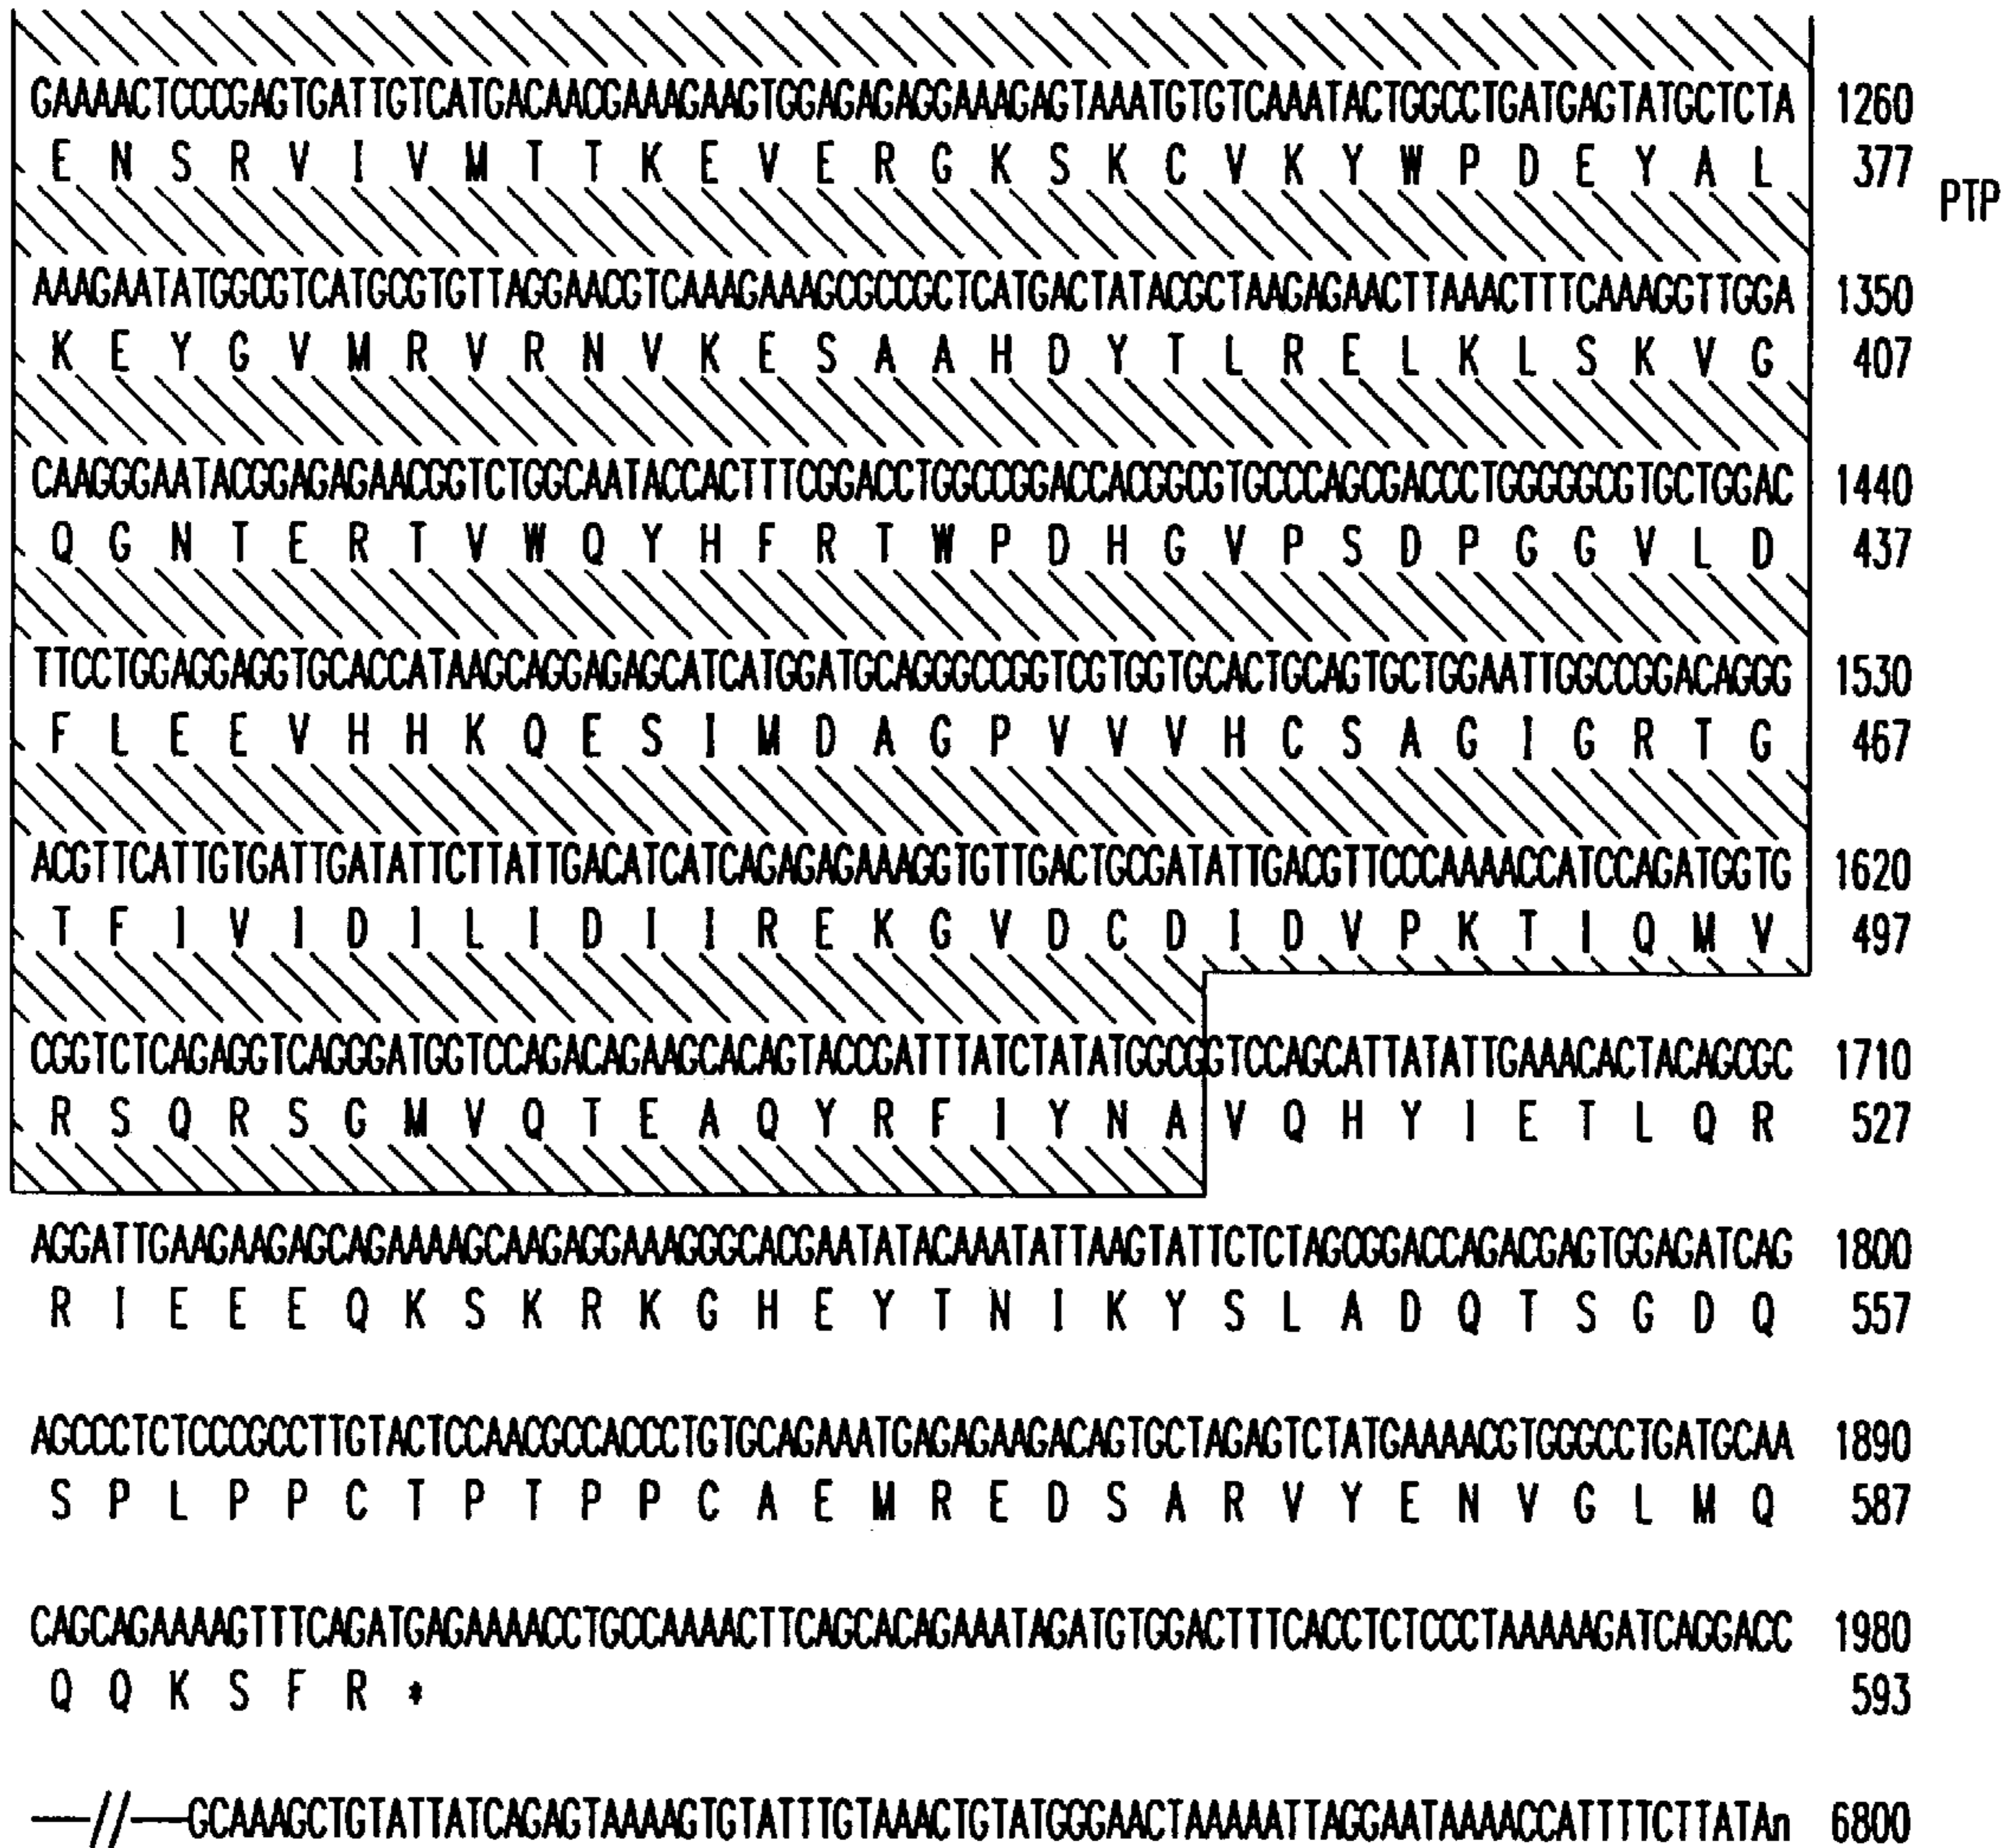 GAAAACTCCCGAGTGATTGTCATGACAACGAAAGAAGTGGAGAGAGGAAAGAGTAAATGTGTCAAATACTGGCCTGATGAGTATGCTCTA 1260
E N S R V I V M T T K E V E R G K S K C V K Y W P D E Y A L 377
PTP
AAAGAATATGGCGTCATGCGTGTTAGGAACGTCAAAGAAAGCGCCGCTCATGACTATACGCTAAGAGAACTTAAACTTTCAAAGGTTGGA 1350
K E Y G V M R V R N V K E S A A H D Y T L R E L K L S K V G 407
CAAGGGAATACGGAGAGAACGGTCTGGCAATACCACTTTCGGACCTGGCCGGACCACGGCGTGCCCAGCGACCCTGGGGGCGTGCTGGAC 1440
Q G N T E R T V W Q Y H F R T W P D H G V P S D P G G V L D 437
TTCCTGGAGGAGGTGCACCATAAGCAGGAGAGCATCATGGATGCAGGGCCGGTCGTGGTGCACTGCAGTGCTGGAATTGGCCGGACAGGG 1530
F L E E V H H K Q E S I M D A G P V V V H C S A G I G R T G 467
ACGTTCATTGTGATTGATATTCTTATTGACATCATCAGAGAGAAAGGTGTTGACTGCGATATTGACGTTCCCAAAACCATCCAGATGGTG 1620
T F I V I D I L I D I I R E K G V D C D I D V P K T I Q M V 497
CGGTCTCAGAGGTCAGGGATGGTCCAGACAGAAGCACAGTACCGATTTATCTATATGGCGGTCCAGCATTATATTGAAACACTACAGCGC 1710
R S Q R S G M V Q T E A Q Y R F I Y N A V Q H Y I E T L Q R 527
AGGATTGAAGAAGAGCAGAAAAGCAAGAGGAAAGGGCACGAATATACAAATATTAAGTATTCTCTAGCGGACCAGACGAGTGGAGATCAG 1800
R I E E E Q K S K R K G H E Y T N I K Y S L A D Q T S G D Q 557
AGCCCTCTCCCGCCTTGTACTCCAACGCCACCCTGTGCAGAAATGAGAGAAGACAGTGCTAGAGTCTATGAAAACGTGGGCCTGATGCAA 1890
S P L P P C T P T P P C A E M R E D S A R V Y E N V G L M Q 587
CAGCAGAAAAGTTTCAGATGAGAAAACCTGCCAAAACTTCAGCACAGAAATAGATGTGGACTTTCACCTCTCCCTAAAAAGATCAGGACC 1980
Q Q K S F R * 593
—//—GCAAAGCTGTATTATCAGAGTAAAAGTGTATTTGTAAACTGTATGGGAACTAAAAATTAGGAATAAAACCATTTTCTTATAn 6800